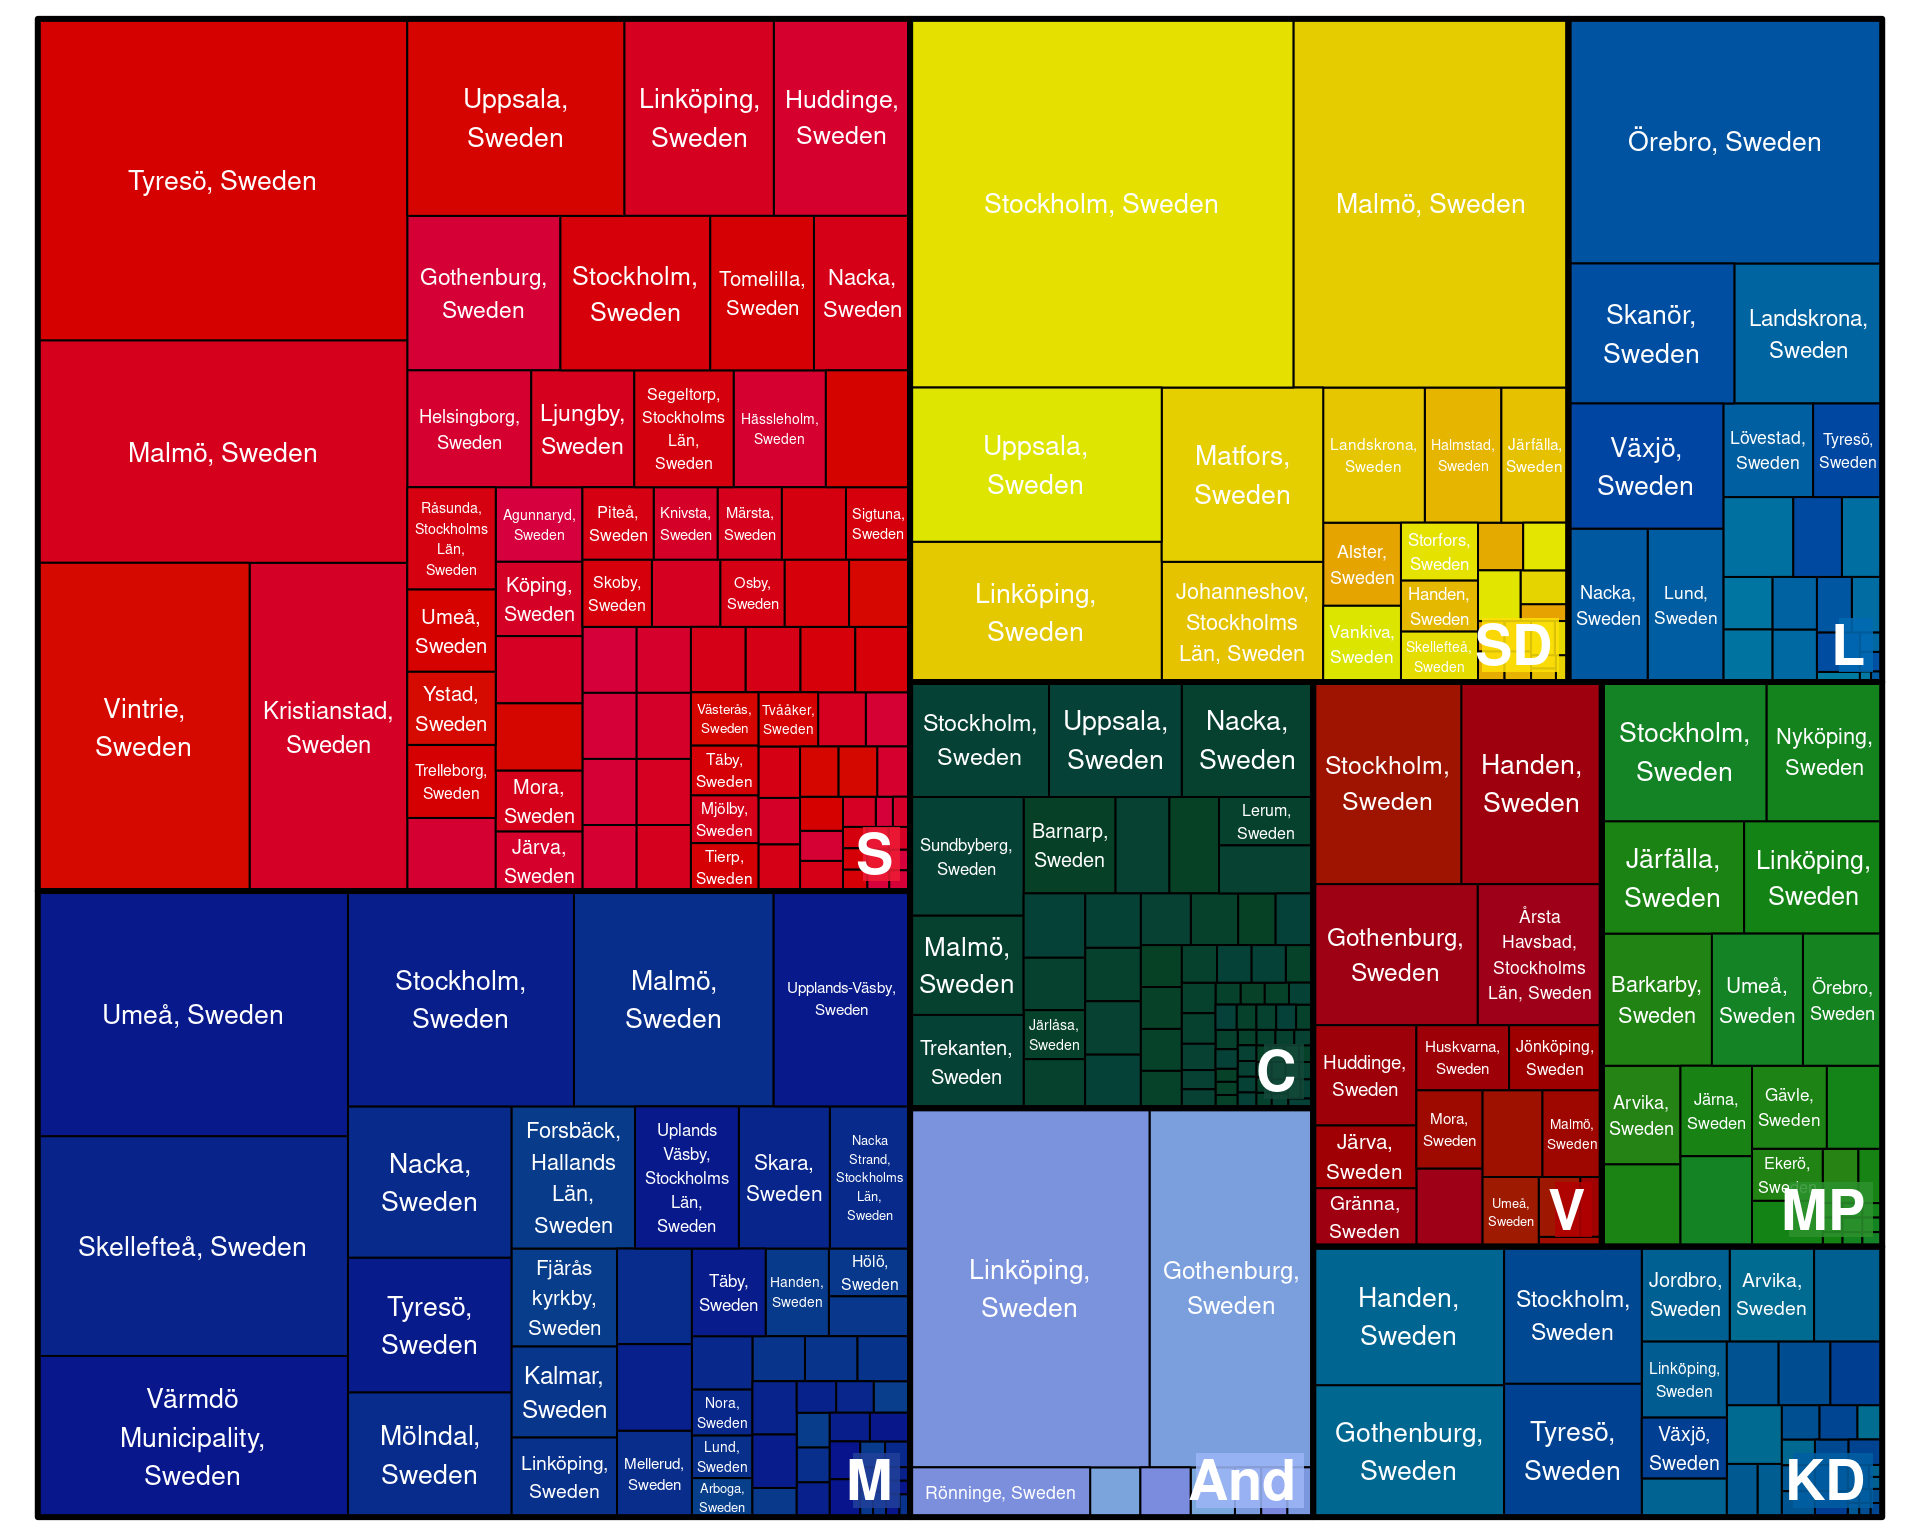 Tyresö, Sweden
Malmö, Sweden
Vintrie,
Sweden
Kristianstad,
Sweden
Uppsala,
Sweden
Linköping,
Sweden
Huddinge,
Sweden
Gothenburg,
Sweden
Stockholm,
Sweden
Tomelilla,
Sweden
Nacka,
Sweden
Helsingborg,
Sweden
Ljungby,
Sweden
Segeltorp,
Stockholms
Län,
Sweden
Hässleholm,
Sweden
Råsunda,
Stockholms
Län,
Sweden
Agunnaryd,
Sweden
Piteå,
Sweden
Knivsta,
Sweden
Märsta,
Sweden
Sigtuna,
Sweden
Umeå,
Sweden
Köping,
Sweden
Skoby,
Sweden
Osby,
Sweden
Ystad,
Sweden
Trelleborg,
Sweden
Mora,
Sweden
Järva,
Sweden
Västerås,
Sweden
Tvååker,
Sweden
Täby,
Sweden
Mjölby,
Sweden
Tierp,
Sweden
S
Stockholm, Sweden
Malmö, Sweden
Uppsala,
Sweden
Linköping,
Sweden
Matfors,
Sweden
Johanneshov,
Stockholms
Län, Sweden
Landskrona,
Sweden
Halmstad,
Sweden
Järfälla,
Sweden
Alster,
Sweden
Storfors,
Sweden
Handen,
Sweden
Vankiva,
Sweden
Skellefteå,
Sweden
SD
Örebro, Sweden
Skanör,
Sweden
Landskrona,
Sweden
Växjö,
Sweden
Lövestad,
Sweden
Tyresö,
Sweden
Nacka,
Sweden
Lund,
Sweden
L
Umeå, Sweden
Skellefteå, Sweden
Värmdö
Municipality,
Sweden
Stockholm,
Sweden
Malmö,
Sweden
Upplands-Väsby,
Sweden
Nacka,
Sweden
Tyresö,
Sweden
Mölndal,
Sweden
Forsbäck,
Hallands
Län,
Sweden
Uplands
Väsby,
Stockholms
Län,
Sweden
Skara,
Sweden
Nacka
Strand,
Stockholms
Län,
Sweden
Fjärås
kyrkby,
Sweden
Kalmar,
Sweden
Linköping,
Sweden
Mellerud,
Sweden
Täby,
Sweden
Handen,
Sweden
Hölö,
Sweden
Nora,
Sweden
Lund,
Sweden
Arboga,
Sweden
M
Stockholm,
Sweden
Uppsala,
Sweden
Nacka,
Sweden
Sundbyberg,
Sweden
Barnarp,
Sweden
Lerum,
Sweden
Malmö,
Sweden
Trekanten,
Sweden
Järlåsa,
Sweden
C
Linköping,
Sweden
Gothenburg,
Sweden
Rönninge, Sweden
And
Stockholm,
Sweden
Handen,
Sweden
Gothenburg,
Sweden
Årsta
Havsbad,
Stockholms
Län, Sweden
Huddinge,
Sweden
Huskvarna,
Sweden
Jönköping,
Sweden
Mora,
Sweden
Malmö,
Sweden
Järva,
Sweden
Gränna,
Sweden
Umeå,
Sweden
V
Stockholm,
Sweden
Nyköping,
Sweden
Järfälla,
Sweden
Linköping,
Sweden
Barkarby,
Sweden
Umeå,
Sweden
Örebro,
Sweden
Arvika,
Sweden
Järna,
Sweden
Gävle,
Sweden
Ekerö,
Sweden
MP
Handen,
Sweden
Gothenburg,
Sweden
Stockholm,
Sweden
Tyresö,
Sweden
Jordbro,
Sweden
Arvika,
Sweden
Linköping,
Sweden
Växjö,
Sweden
KD